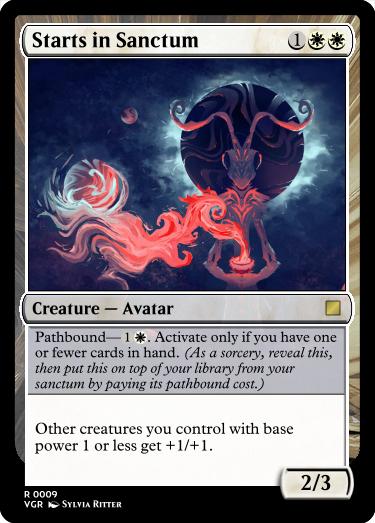 Starts in Sanctum 1
Creature — Avatar
Pathbound— 1 . Activate only if you have one
or fewer cards in hand. (As a sorcery, reveal this,
then put this on top of your library from your
sanctum by paying its pathbound cost.)
Other creatures you control with base
power 1 or less get +1/+1.
2/3
R 0009
VGR Sylvia Ritter